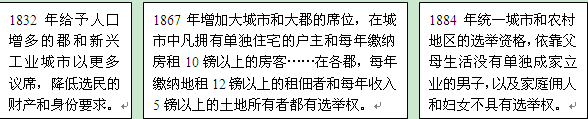 1832 年给予人口
增多的郡和新兴
工业城市以更多
议席，降低选民的
财产和身份要求。
1867 年增加大城市和大郡的席位，在城
市中凡拥有单独住宅的户主和每年缴纳
房租 10 镑以上的房客……在各郡，每年
缴纳地租 12 镑以上的租佃者和每年收入
5 镑以上的土地所有者都有选举权。
1884 年统一城市和农村
地区的选举资格，依靠父
母生活没有单独成家立
业的男子，以及家庭佣人
和妇女不具有选举权。